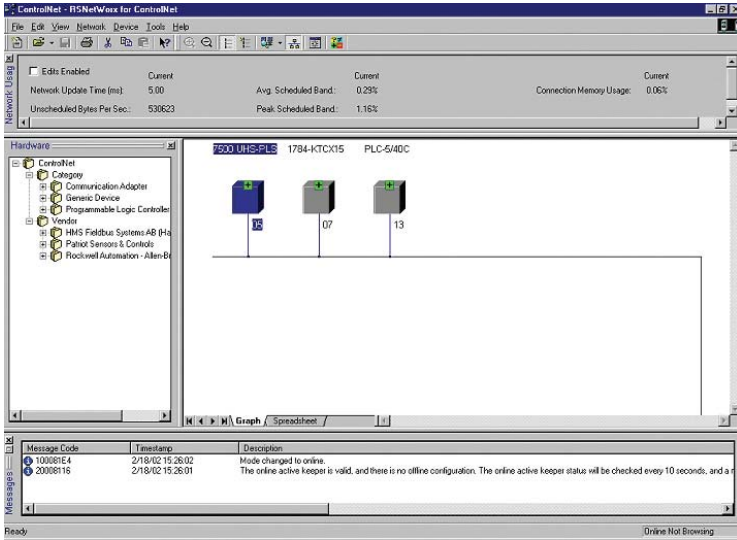 ControlNet - RSNetWorx for ControlNet
File Edit View Network Device Tools Help
Network Usag
Edits Enabled
Current
Current
Current
Network Update Time (ms): 5.00 Avg. Scheduled Band.: 0.29% Connection Memory Usage: 0.06%
Unscheduled Bytes Per Sec.: 530623 Peak Scheduled Band.: 1.16%
Hardware
ControlNet
Category
Communication Adapter
Generic Device
Programmable Logic Controller
Vendor
HMS Fieldbus Systems AB (Ha
Patriot Sensors & Controls
Rockwell Automation - Allen-Br
7500 UHS-PLS 1784-KTCX15 PLC-5/40C
05 07 13
Graph Spreadsheet
Messages
Message Code Timestamp Description
100081E4 2/18/02 15:26:02 Mode changed to online.
20008116 2/18/02 15:26:01 The online active keeper is valid, and there is no offline configuration. The online active keeper status will be checked every 10 seconds, and a r
Ready Online Not Browsing